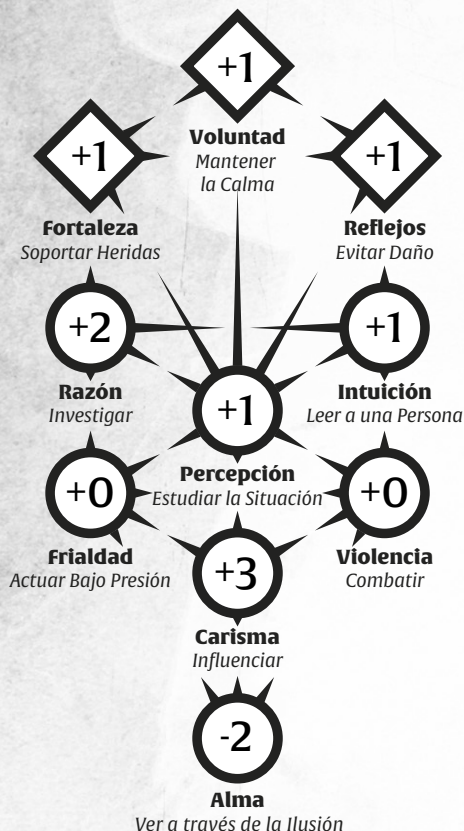 +1
Voluntad
Mantener
la Calma
+1
Fortaleza
Soportar Heridas
+1
Reflejos
Evitar Daño
+2
Razón
Investigar
+1
Intuición
Leer a una Persona
+1
Percepción
Estudiar la Situación
+0
Frialdad
Actuar Bajo Presión
+0
Violencia
Combatir
+3
Carisma
Influenciar
-2
Alma
Ver a través de la Ilusión